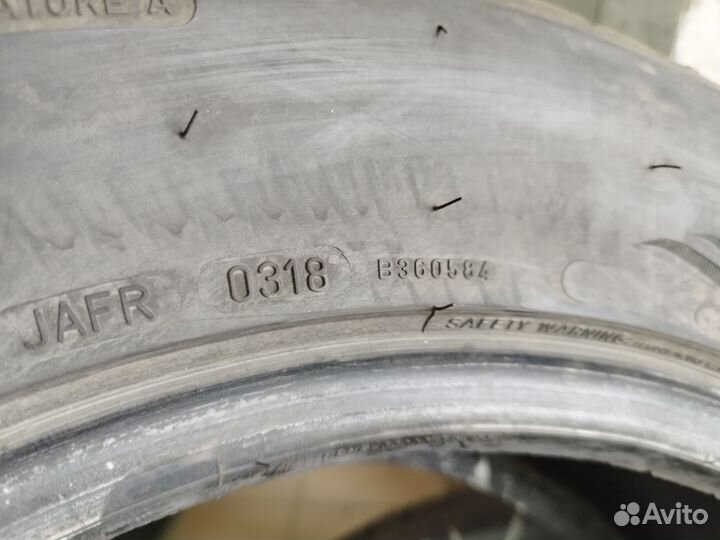 A
JAFR 0318 B360584
SAFETY WARNING
Avito